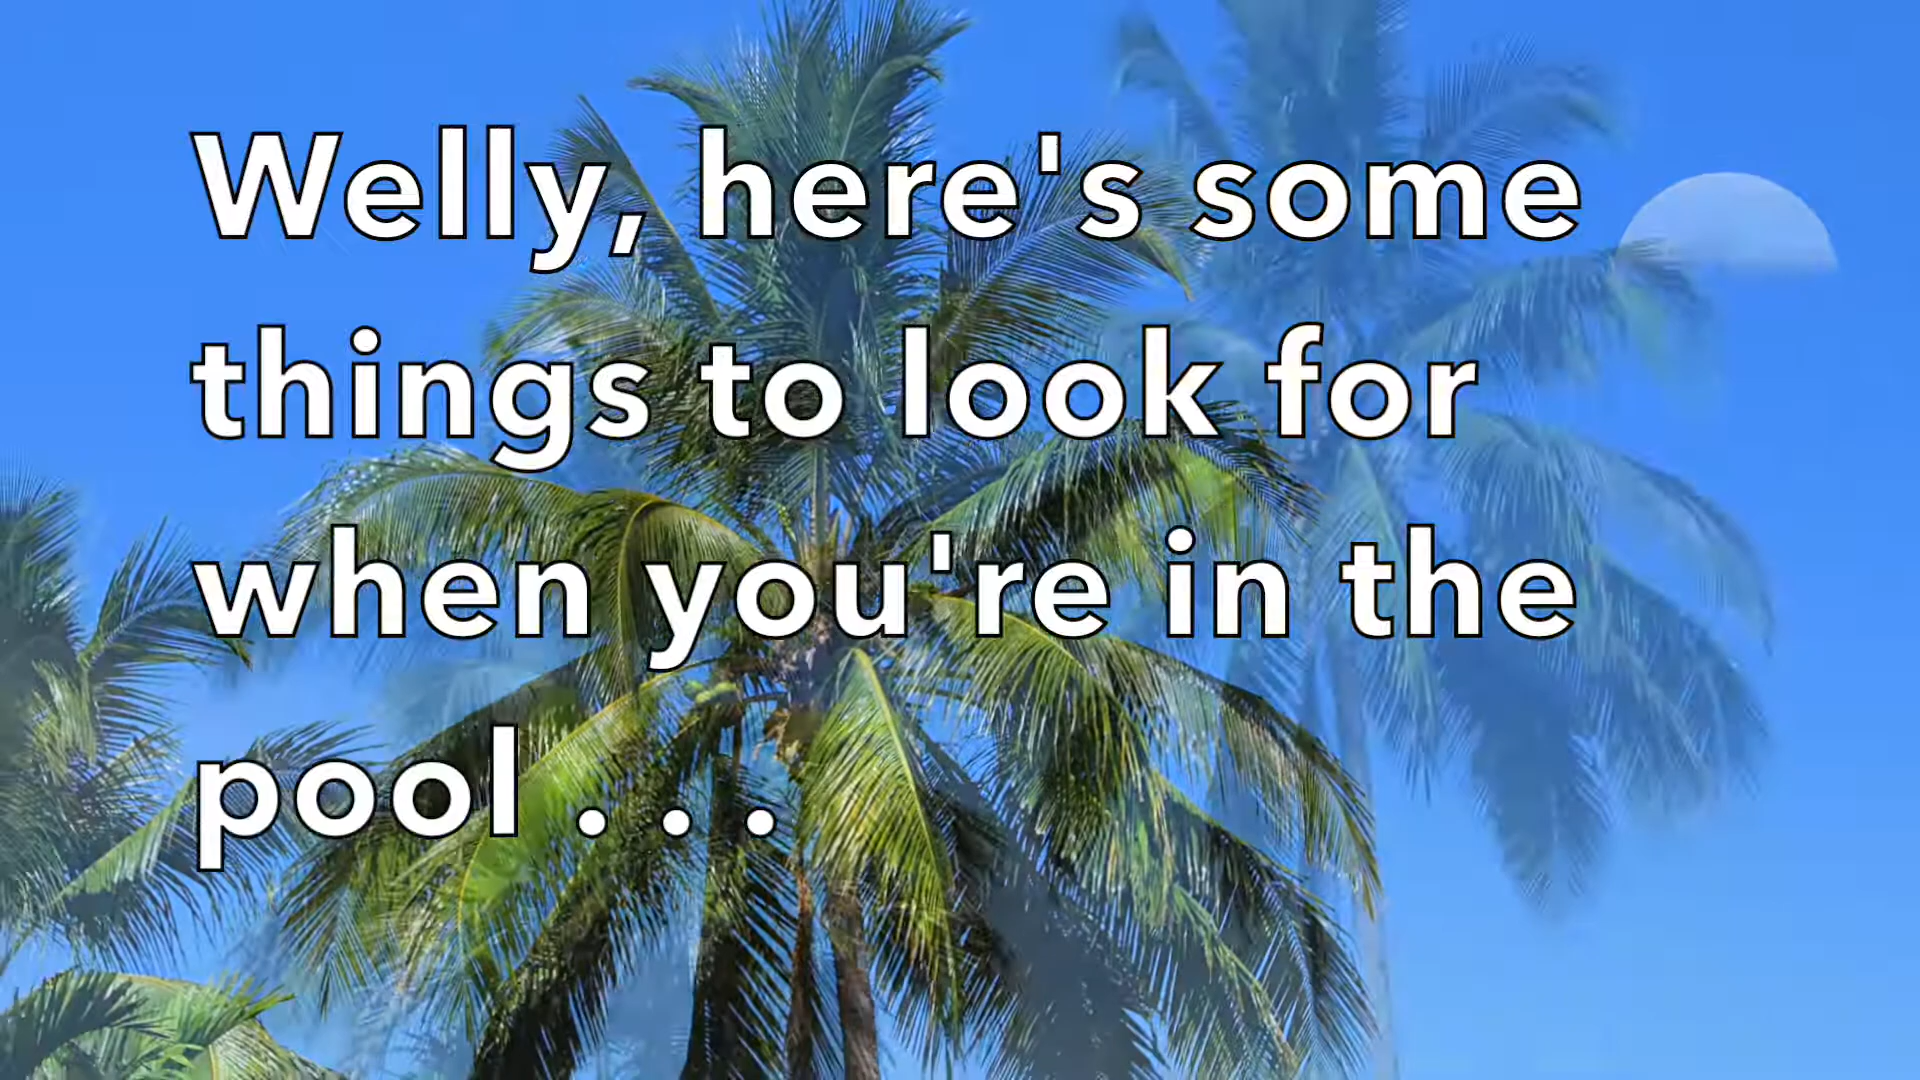 Welly, here's some
things to look for
when you're in the
pool . . .